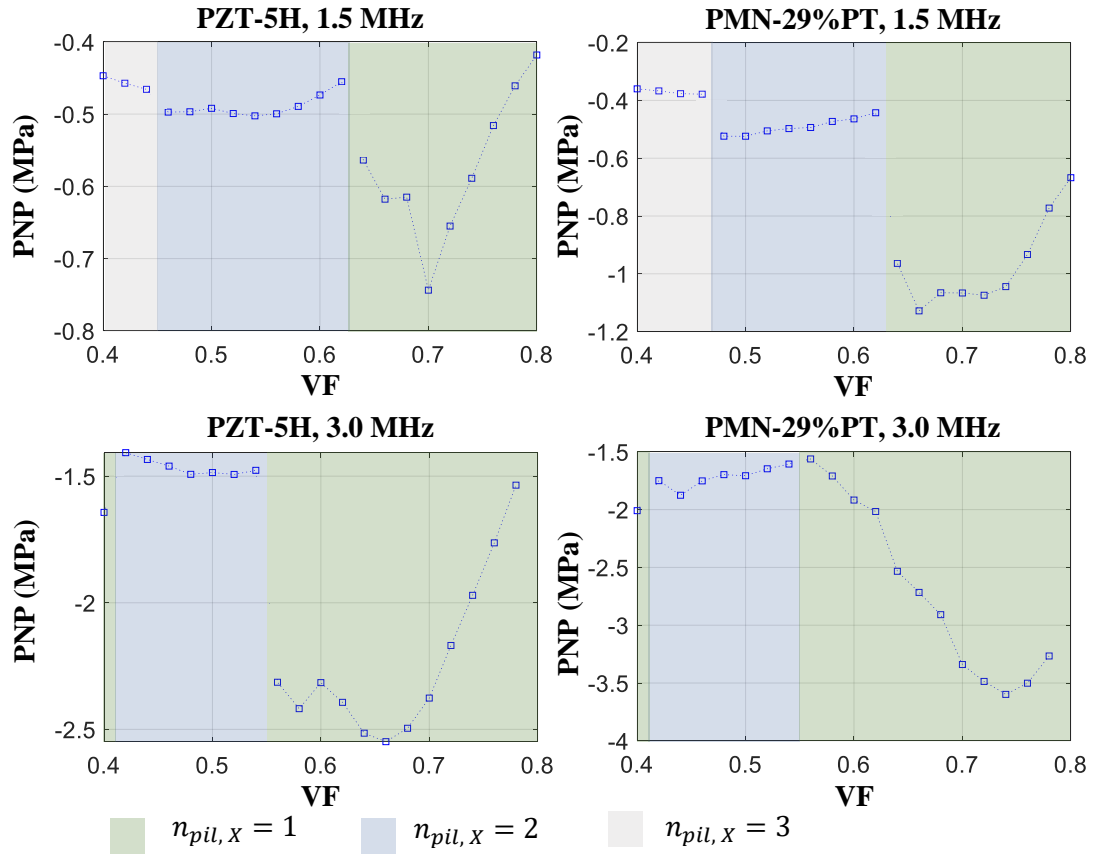 PZT-5H, 1.5 MHz
-0.4
-0.5
-0.6
-0.7
-0.8
PNP (MPa)
0.4 0.5 0.6 0.7 0.8
VF
PMN-29%PT, 1.5 MHz
-0.2
-0.4
-0.6
-0.8
-1
-1.2
PNP (MPa)
0.4 0.5 0.6 0.7 0.8
VF
PZT-5H, 3.0 MHz
-1.5
-2
-2.5
PNP (MPa)
0.4 0.5 0.6 0.7 0.8
VF
PMN-29%PT, 3.0 MHz
-1.5
-2
-2.5
-3
-3.5
-4
PNP (MPa)
0.4 0.5 0.6 0.7 0.8
VF
n_{pil, X} = 1 n_{pil, X} = 2 n_{pil, X} = 3